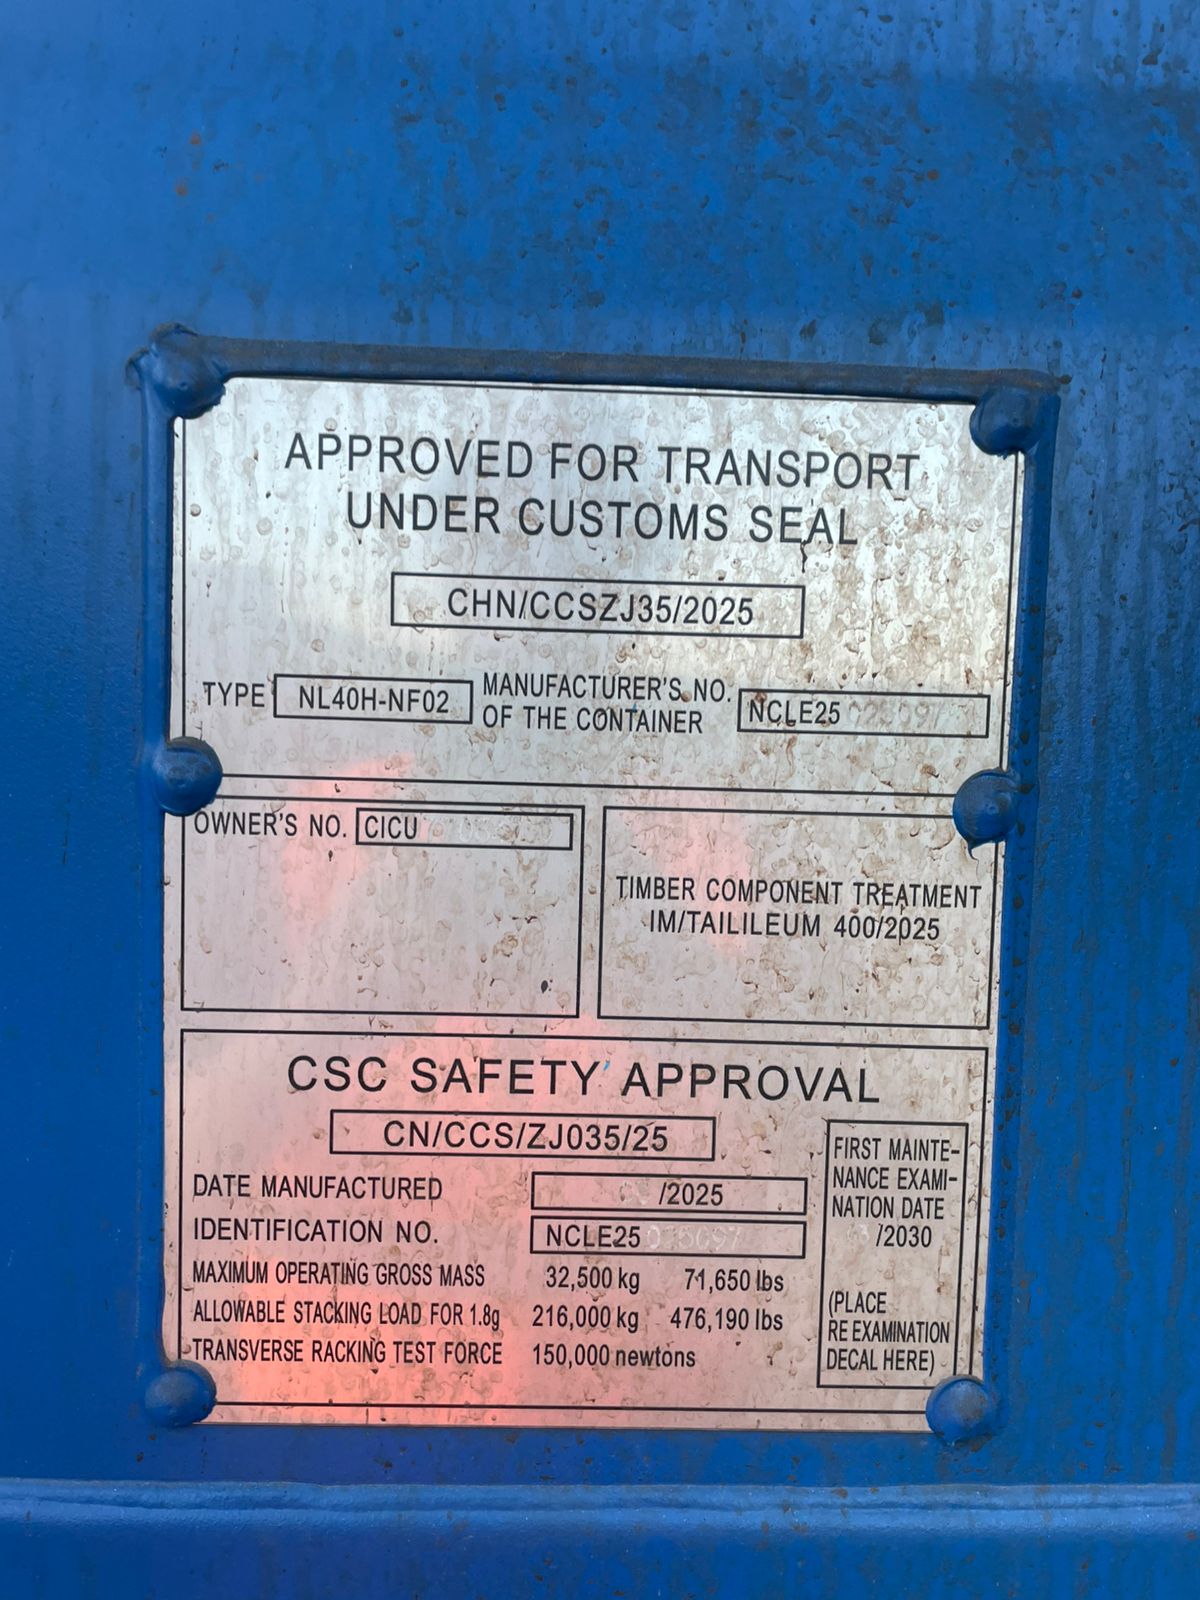 APPROVED FOR TRANSPORT
UNDER CUSTOMS SEAL
CHN/CCSZJ35/2025
TYPE NL40H-NF02
MANUFACTURER'S NO.
OF THE CONTAINER
NCLE25
OWNER'S NO. CICU
TIMBER COMPONENT TREATMENT
IM/TAILILEUM 400/2025
CSC SAFETY APPROVAL
CN/CCS/ZJ035/25
DATE MANUFACTURED /2025
IDENTIFICATION NO. NCLE25
MAXIMUM OPERATING GROSS MASS 32,500 kg 71,650 lbs
ALLOWABLE STACKING LOAD FOR 1.8g 216,000 kg 476,190 lbs
TRANSVERSE RACKING TEST FORCE 150,000 newtons
FIRST MAINTE-
NANCE EXAMI-
NATION DATE
/2030
(PLACE
RE EXAMINATION
DECAL HERE)